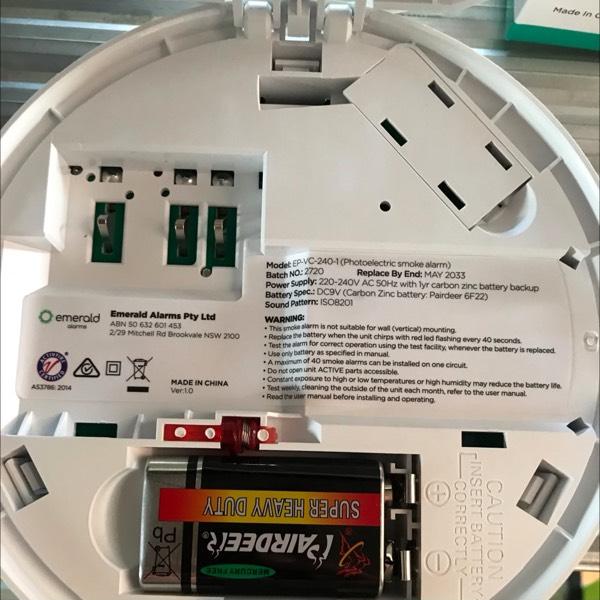 Made in C
Model: EP-VC-240-1 (Photoelectric smoke alarm)
Batch NO.: 2720 Replace By End: MAY 2033
Power Supply: 220-240V AC 50Hz with 1yr carbon zinc battery backup
Battery Spec.: DC9V (Carbon Zinc battery: Pairdeer 6F22)
Sound Pattern: ISO8201
WARNING:
• This smoke alarm is not suitable for wall (vertical) mounting.
• Replace the battery when the unit chirps with red led flashing every 40 seconds.
• Test the alarm for correct operation using the test facility, whenever the battery is replaced.
• Use only battery as specified in manual.
• A maximum of 40 smoke alarms can be installed on one circuit.
• Do not open unit ACTIVE parts accessible.
• Constant exposure to high or low temperatures or high humidity may reduce the battery life.
• Test weekly, cleaning the outside of the unit each month, refer to the user manual.
• Read the user manual before installing and operating.
emerald
alarms
Emerald Alarms Pty Ltd
ABN 50 632 601 453
2/29 Mitchell Rd Brookvale NSW 2100
AS3786: 2014
MADE IN CHINA
Ver:1.0
CAUTION
INSERT BATTERY
CORRECTLY
SUPER HEAVY DUTY
PAIRDEER
MERCURY FREE
Pb